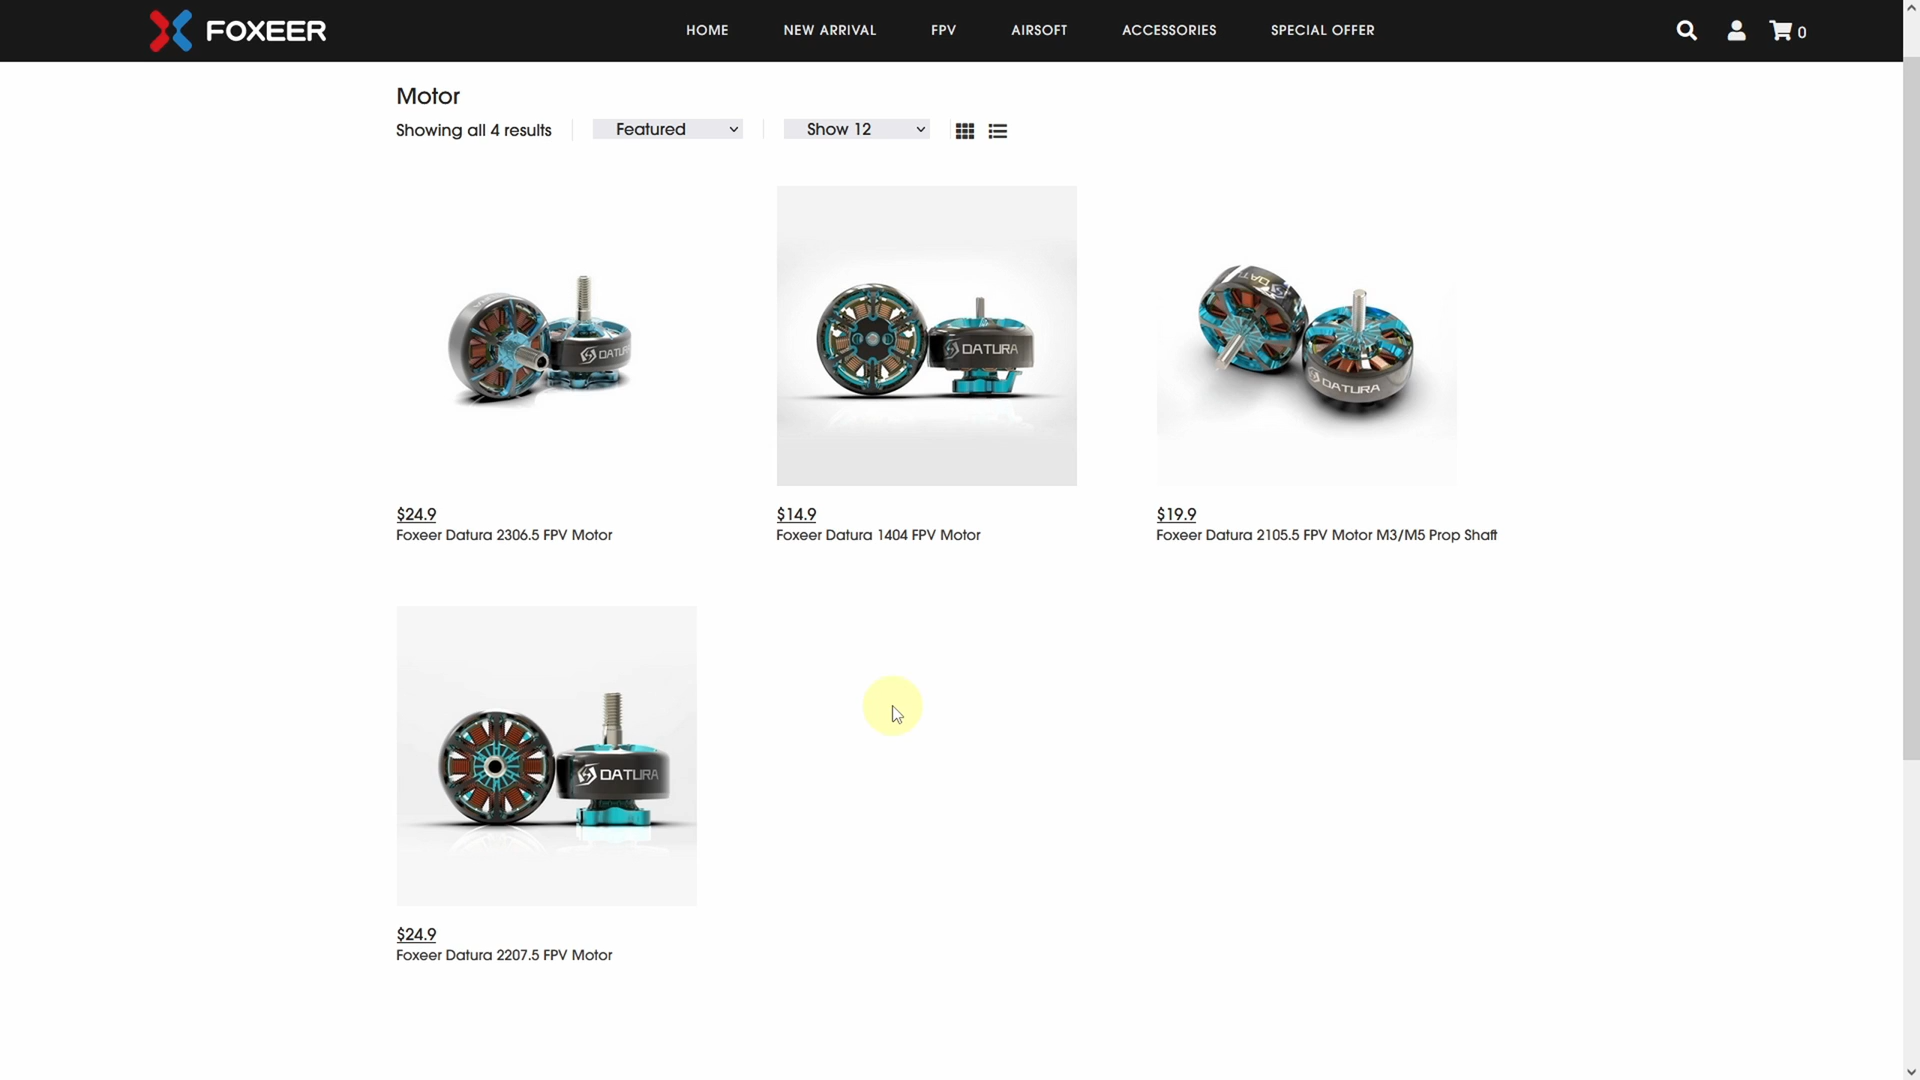 FOXEER
HOME NEW ARRIVAL FPV AIRSOFT ACCESSORIES SPECIAL OFFER
0
Motor
Showing all 4 results
Featured
Show 12
DATURA
DATURA
DATURA
$24.9
Foxeer Datura 2306.5 FPV Motor
$14.9
Foxeer Datura 1404 FPV Motor
$19.9
Foxeer Datura 2105.5 FPV Motor M3/M5 Prop Shaft
DATURA
$24.9
Foxeer Datura 2207.5 FPV Motor